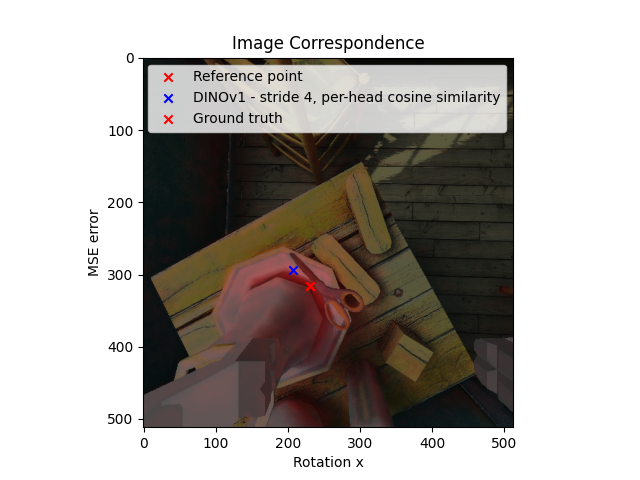 Image Correspondence
Reference point
DINOv1 - stride 4, per-head cosine similarity
Ground truth
0
100
200
300
400
500
MSE error
0 100 200 300 400 500
Rotation x